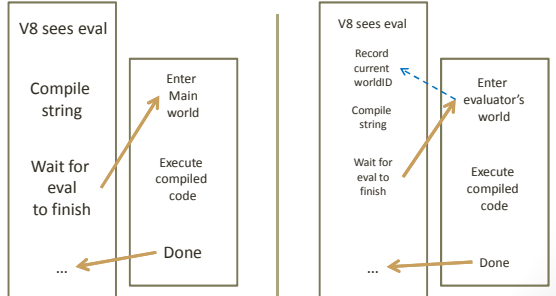 V8 sees eval
Compile
string
Wait for
eval
to finish
...
Enter
Main
world
Execute
compiled
code
Done
V8 sees eval
Record
current
worldID
Compile
string
Wait for
eval to
finish
...
Enter
evaluator's
world
Execute
compiled
code
Done